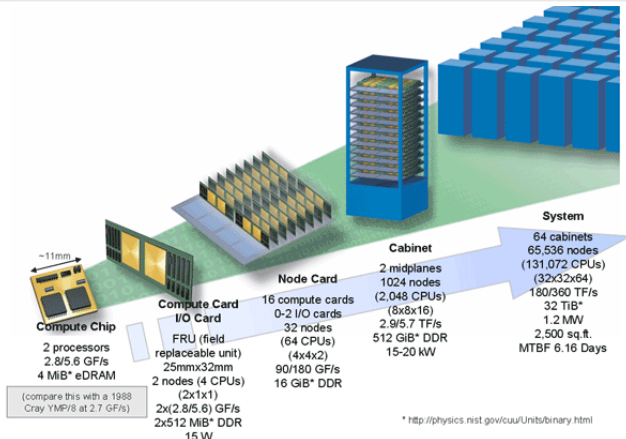 ~11mm
Compute Chip
2 processors
2.8/5.6 GF/s
4 MiB* eDRAM
(compare this with a 1988
Cray YMP/8 at 2.7 GF/s)
Compute Card
I/O Card
FRU (field
replaceable unit)
25mmx32mm
2 nodes (4 CPUs)
(2x1x1)
2x(2.8/5.6) GF/s
2x512 MiB* DDR
15 W
Node Card
16 compute cards
0-2 I/O cards
32 nodes
(64 CPUs)
(4x4x2)
90/180 GF/s
16 GiB* DDR
Cabinet
2 midplanes
1024 nodes
(2,048 CPUs)
(8x8x16)
2.9/5.7 TF/s
512 GiB* DDR
15-20 kW
System
64 cabinets
65,536 nodes
(131,072 CPUs)
(32x32x64)
180/360 TF/s
32 TiB*
1.2 MW
2,500 sq.ft.
MTBF 6.16 Days
* http://physics.nist.gov/cuu/Units/binary.html